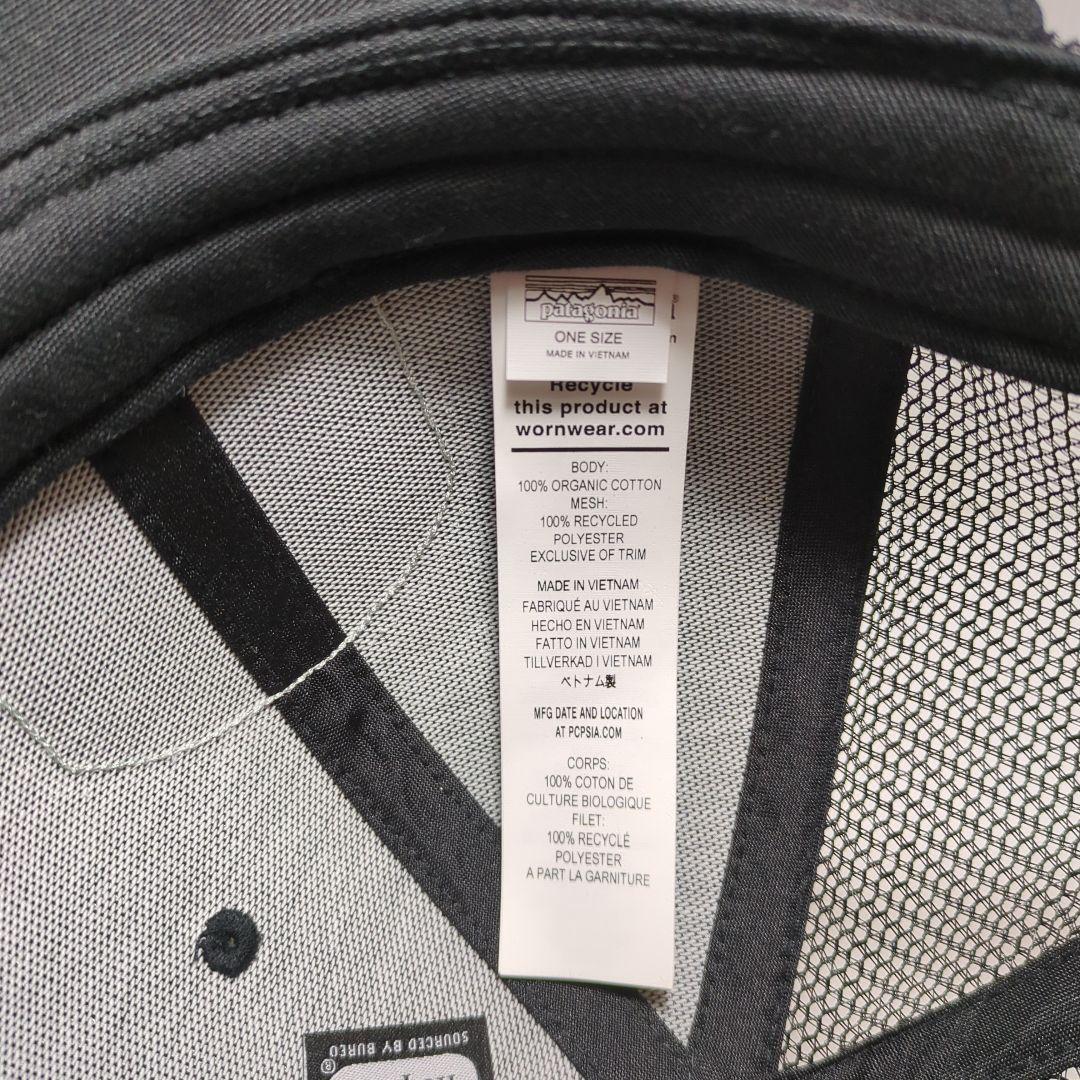 patagonia
ONE SIZE
MADE IN VIETNAM
®
Recycle
this product at
wornwear.com
BODY:
100% ORGANIC COTTON
MESH:
100% RECYCLED
POLYESTER
EXCLUSIVE OF TRIM
MADE IN VIETNAM
FABRIQUÉ AU VIETNAM
HECHO EN VIETNAM
FATTO IN VIETNAM
TILLVERKAD I VIETNAM
ベトナム製
MFG DATE AND LOCATION
AT PCPSIA.COM
CORPS:
100% COTON DE
CULTURE BIOLOGIQUE
FILET:
100% RECYCLÉ
POLYESTER
A PART LA GARNITURE
SOURCED BY BUREO
®